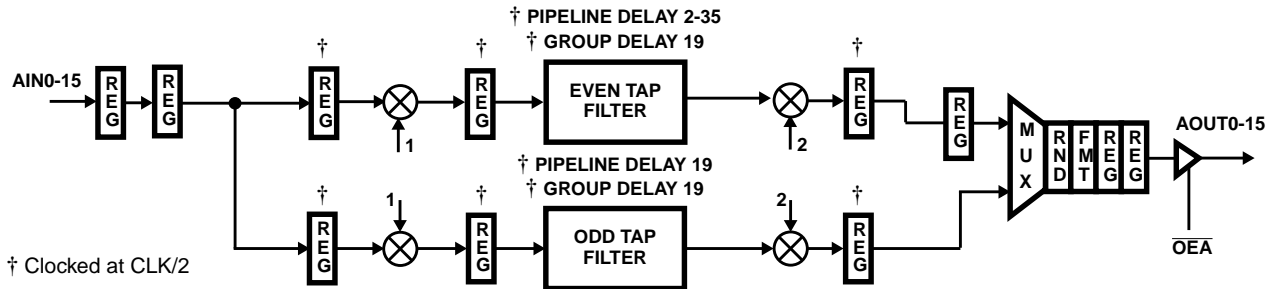 † PIPELINE DELAY 2-35
† GROUP DELAY 19
AIN0-15
REG
REG
†
REG
1
†
REG
EVEN TAP
FILTER
2
†
REG
REG
MUX
RND
FMT
REG
REG
AOUT0-15
OEA
† PIPELINE DELAY 19
† GROUP DELAY 19
†
REG
1
†
REG
ODD TAP
FILTER
2
†
REG
† Clocked at CLK/2